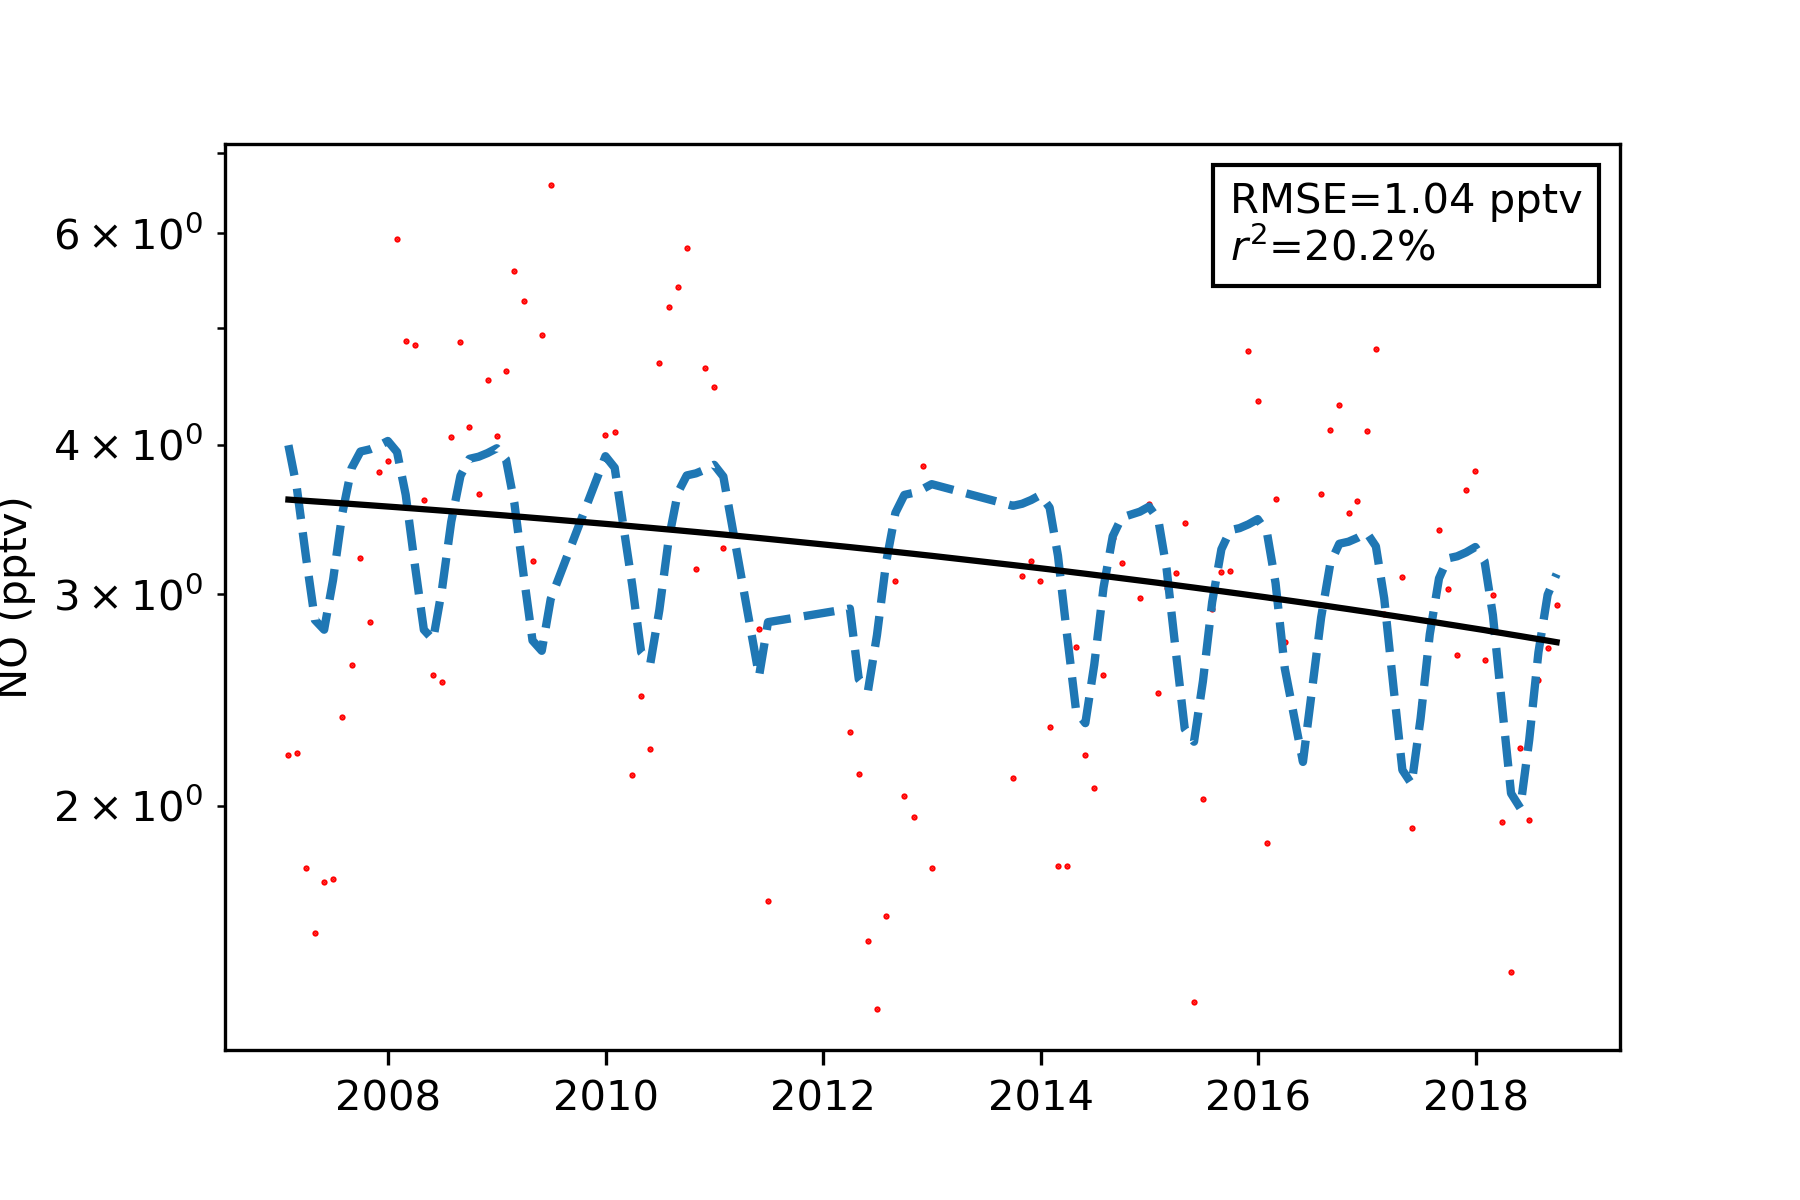 RMSE=1.04 pptv
r²=20.2%
6 × 10⁰
4 × 10⁰
3 × 10⁰
2 × 10⁰
NO (pptv)
2008 2010 2012 2014 2016 2018